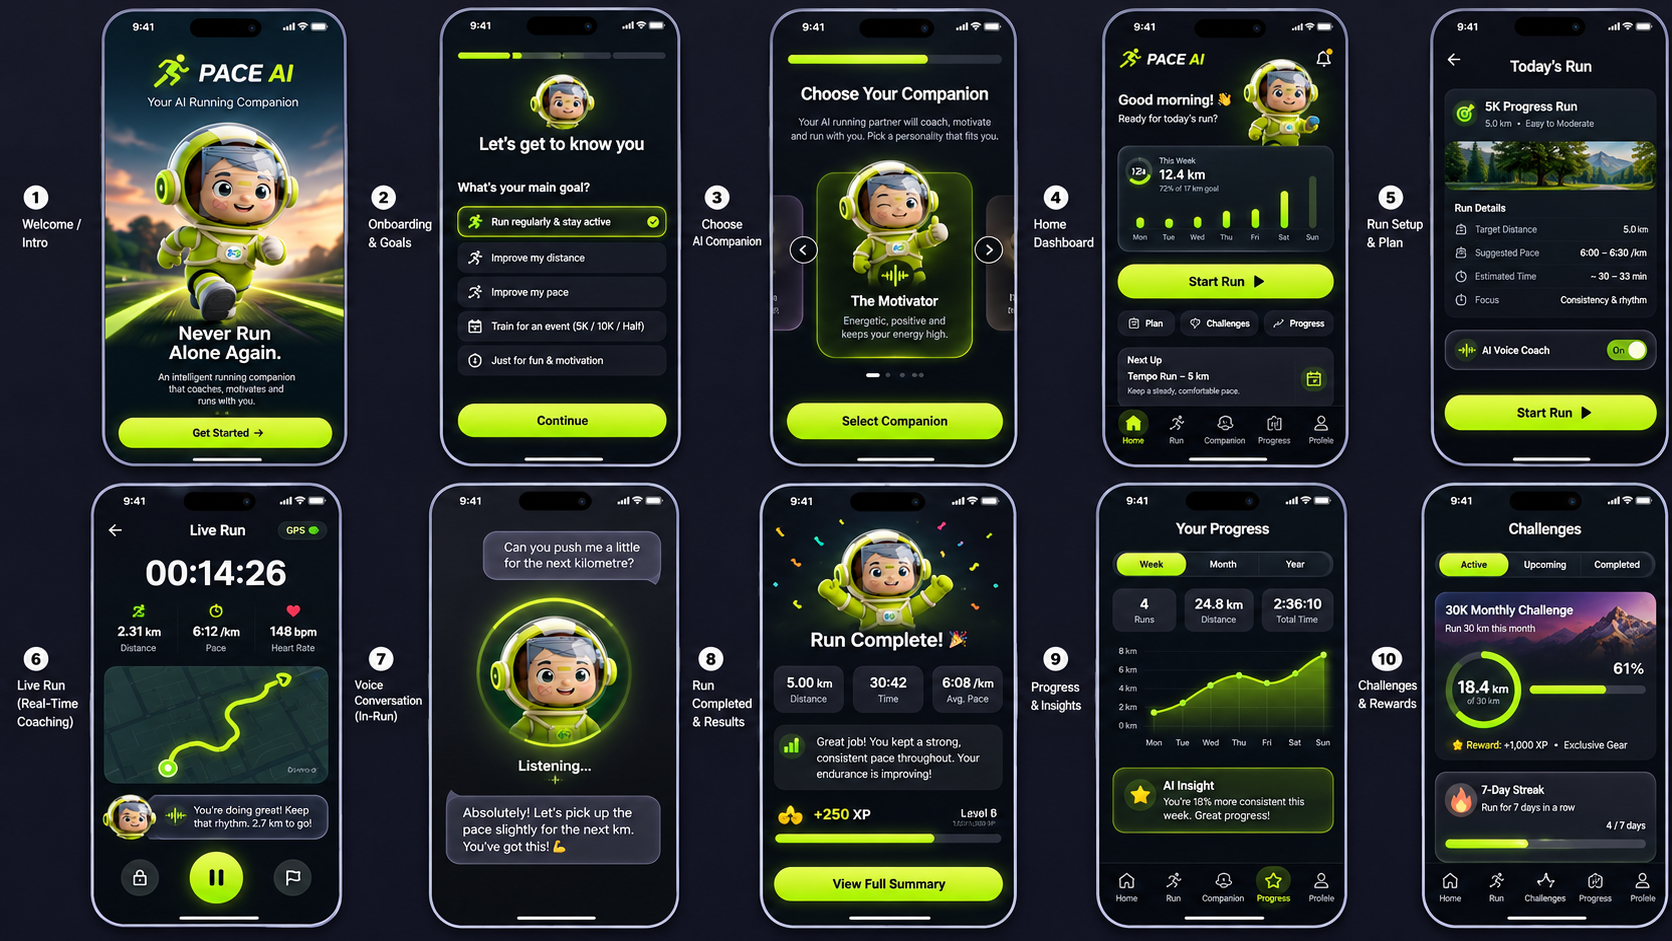 1
Welcome /
Intro
9:41
PACE AI
Your AI Running Companion
Never Run
Alone Again.
An intelligent running companion
that coaches, motivates and
runs with you.
Get Started →
2
Onboarding
& Goals
9:41
Let's get to know you
What's your main goal?
Run regularly & stay active
Improve my distance
Improve my pace
Train for an event (5K / 10K / Half)
Just for fun & motivation
Continue
3
Choose
AI Companion
9:41
Choose Your Companion
Your AI running partner will coach, motivate
and run with you. Pick a personality that fits you.
The Motivator
Energetic, positive and
keeps your energy high.
Select Companion
4
Home
Dashboard
9:41
PACE AI
Good morning! 👋
Ready for today's run?
This Week
12.4 km
72% of 17 km goal
Mon Tue Wed Thu Fri Sat Sun
Start Run
Plan Challenges Progress
Next Up
Tempo Run – 5 km
Keep a steady, comfortable pace.
Home Run Companion Progress Profele
5
Run Setup
& Plan
9:41
Today's Run
5K Progress Run
5.0 km • Easy to Moderate
Run Details
Target Distance 5.0 km
Suggested Pace 6:00 – 6:30 /km
Estimated Time ~ 30 – 33 min
Focus Consistency & rhythm
AI Voice Coach On
Start Run
6
Live Run
(Real-Time
Coaching)
9:41
Live Run GPS
00:14:26
2.31 km 6:12 /km 148 bpm
Distance Pace Heart Rate
You're doing great! Keep
that rhythm. 2.7 km to go!
7
Voice
Conversation
(In-Run)
9:41
Can you push me a little
for the next kilometre?
Listening...
Absolutely! Let's pick up the
pace slightly for the next km.
You've got this! 💪
8
Run
Completed
& Results
9:41
Run Complete! 🎉
5.00 km 30:42 6:08 /km
Distance Time Avg. Pace
Great job! You kept a strong,
consistent pace throughout. Your
endurance is improving!
+250 XP Level 6
View Full Summary
9
Progress
& Insights
9:41
Your Progress
Week Month Year
4 24.8 km 2:36:10
Runs Distance Total Time
8 km
6 km
4 km
2 km
0 km
Mon Tue Wed Thu Fri Sat Sun
AI Insight
You're 18% more consistent this
week. Great progress!
Home Run Companion Progress Profele
10
Challenges
& Rewards
9:41
Challenges
Active Upcoming Completed
30K Monthly Challenge
Run 30 km this month
61%
18.4 km
of 30 km
Reward: +1,000 XP • Exclusive Gear
7-Day Streak
Run for 7 days in a row
4 / 7 days
Home Run Challenges Progress Profele